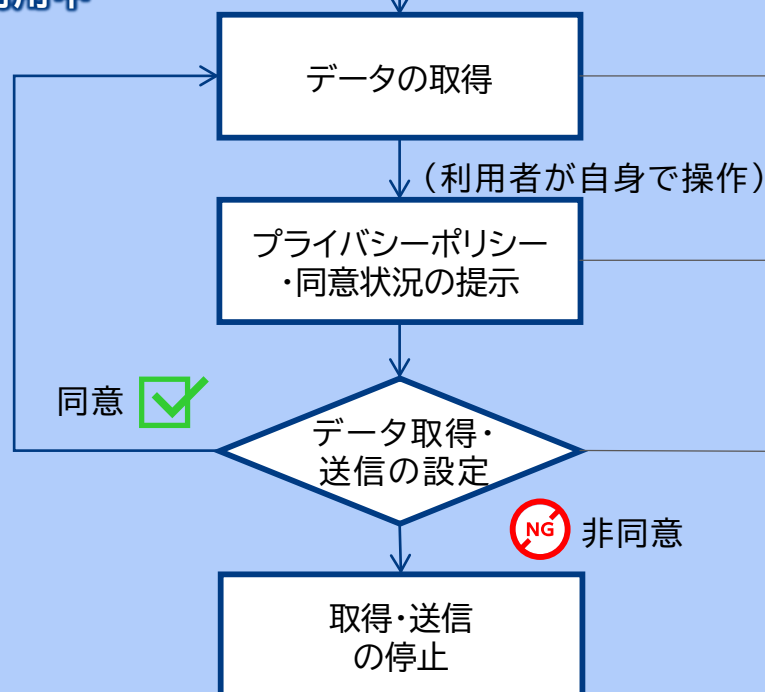 データの取得
（利用者が自身で操作）
プライバシーポリシー
・同意状況の提示
同意
データ取得・
送信の設定
NG
非同意
取得・送信
の停止